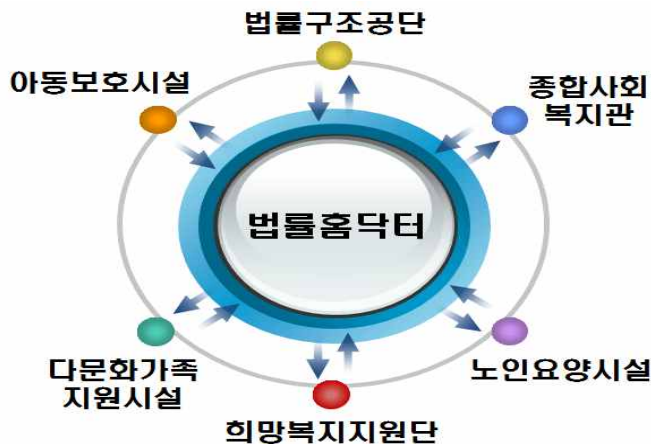 법률구조공단
아동보호시설
종합사회
복지관
법률홈닥터
다문화가족
지원시설
노인요양시설
희망복지지원단